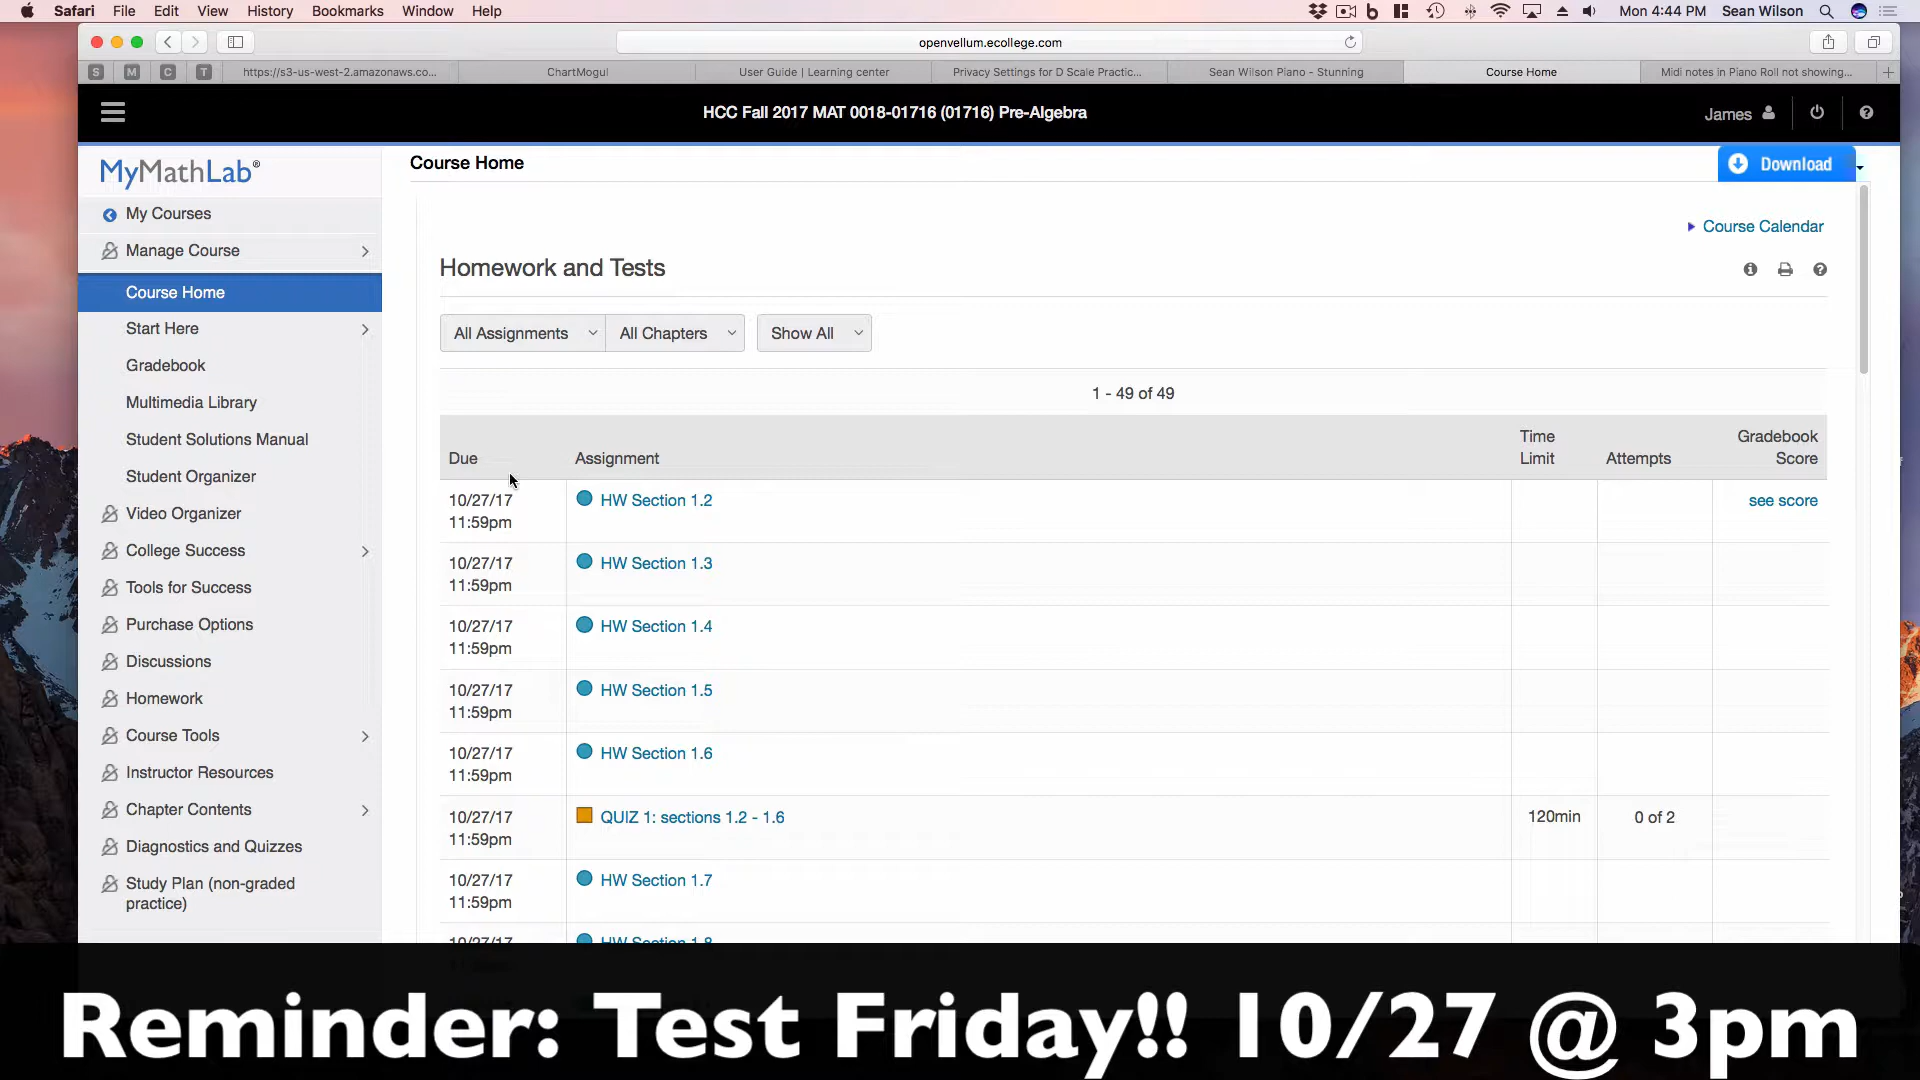 Safari File Edit View History Bookmarks Window Help Mon 4:44 PM Sean Wilson
openvellum.ecollege.com
S M C T https://s3-us-west-2.amazonaws.co... ChartMogul User Guide | Learning center Privacy Settings for D Scale Practic... Sean Wilson Piano - Stunning Course Home Midi notes in Piano Roll not showing...
HCC Fall 2017 MAT 0018-01716 (01716) Pre-Algebra
James
MyMathLab®
My Courses
Manage Course
Course Home
Start Here
Gradebook
Multimedia Library
Student Solutions Manual
Student Organizer
Video Organizer
College Success
Tools for Success
Purchase Options
Discussions
Homework
Course Tools
Instructor Resources
Chapter Contents
Diagnostics and Quizzes
Study Plan (non-graded
practice)
Course Home
Download
Course Calendar
Homework and Tests
All Assignments All Chapters Show All
1 - 49 of 49
Due Assignment Time Limit Attempts Gradebook Score
10/27/17 HW Section 1.2 see score
11:59pm
10/27/17 HW Section 1.3
11:59pm
10/27/17 HW Section 1.4
11:59pm
10/27/17 HW Section 1.5
11:59pm
10/27/17 HW Section 1.6
11:59pm
10/27/17 QUIZ 1: sections 1.2 - 1.6 120min 0 of 2
11:59pm
10/27/17 HW Section 1.7
11:59pm
10/27/17 HW Section 1.8
Reminder: Test Friday!! 10/27 @ 3pm